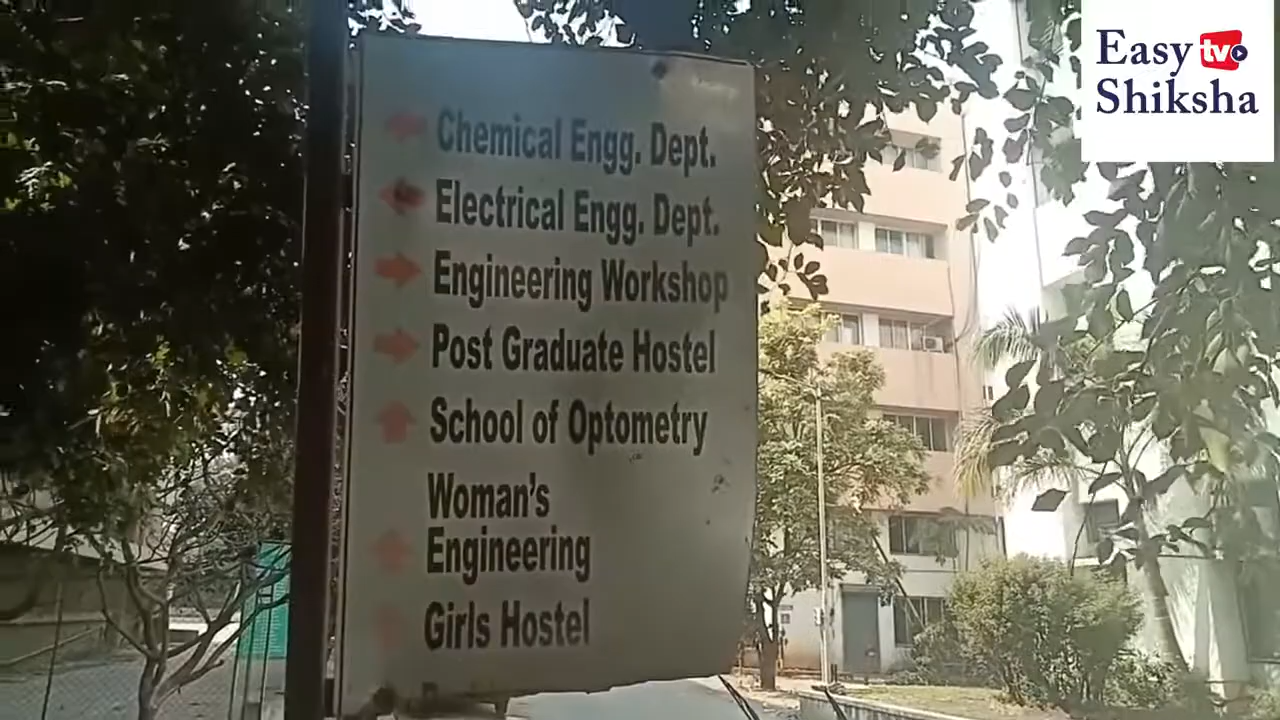 Chemical Engg. Dept.
Electrical Engg. Dept.
Engineering Workshop
Post Graduate Hostel
School of Optometry
Woman's
Engineering
Girls Hostel
Easy tv
Shiksha